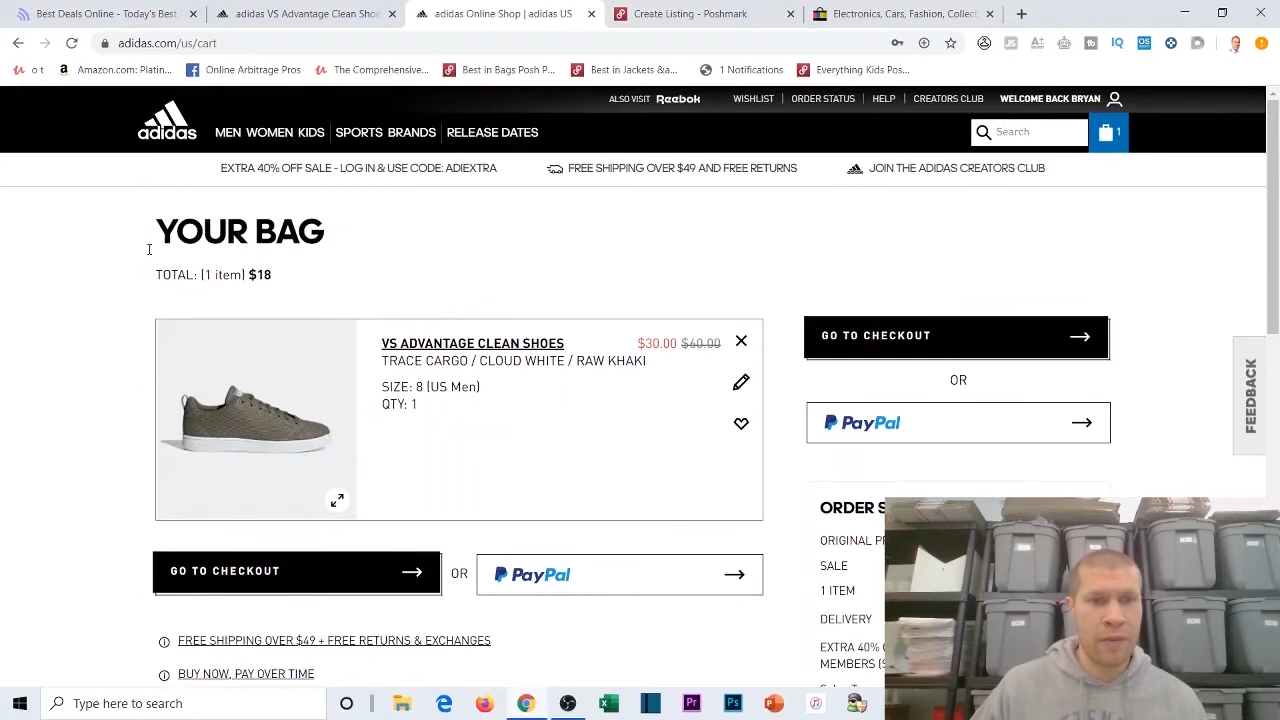 Best Deals Online - Today's Best
adidas VS Advantage Clean Shoes
adidas Online Shop | adidas US
Create Listing - Poshmark
Electronics, Cars, Fashion, Collect
adidas.com/us/cart
o t
Amazon.com: Platin...
Online Arbitrage Pros
The Comprehensive...
Best in Bags Posh P...
Best in Jackets &a...
1 Notifications
Everything Kids Pos...
ALSO VISIT Reebok
WISHLIST
ORDER STATUS
HELP
CREATORS CLUB
WELCOME BACK BRYAN
adidas
MEN WOMEN KIDS
SPORTS BRANDS
RELEASE DATES
Search
1
EXTRA 40% OFF SALE - LOG IN & USE CODE: ADIEXTRA
FREE SHIPPING OVER $49 AND FREE RETURNS
JOIN THE ADIDAS CREATORS CLUB
YOUR BAG
TOTAL: (1 item) $18
VS ADVANTAGE CLEAN SHOES
$30.00 $60.00
TRACE CARGO / CLOUD WHITE / RAW KHAKI
SIZE: 8 (US Men)
QTY: 1
GO TO CHECKOUT
OR
PayPal
FREE SHIPPING OVER $49 + FREE RETURNS & EXCHANGES
BUY NOW, PAY OVER TIME
GO TO CHECKOUT
OR
PayPal
FEEDBACK
ORDER S
ORIGINAL P
SALE
1 ITEM
DELIVERY
EXTRA 40%
MEMBERS (
Type here to search